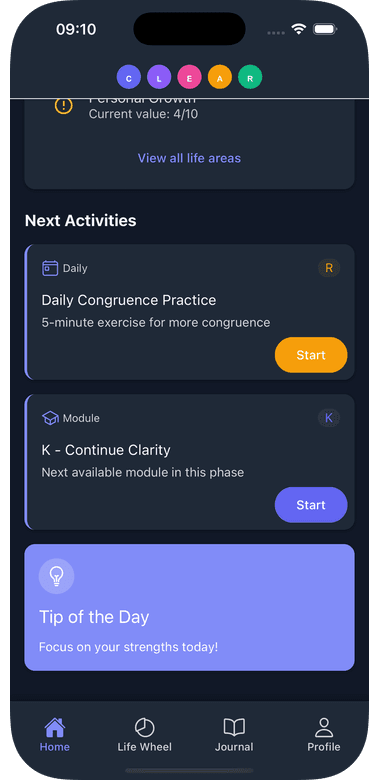 09:10
C L E A R
Personal Growth
Current value: 4/10
View all life areas
Next Activities
Daily R
Daily Congruence Practice
5-minute exercise for more congruence
Start
Module K
K - Continue Clarity
Next available module in this phase
Start
Tip of the Day
Focus on your strengths today!
Home Life Wheel Journal Profile